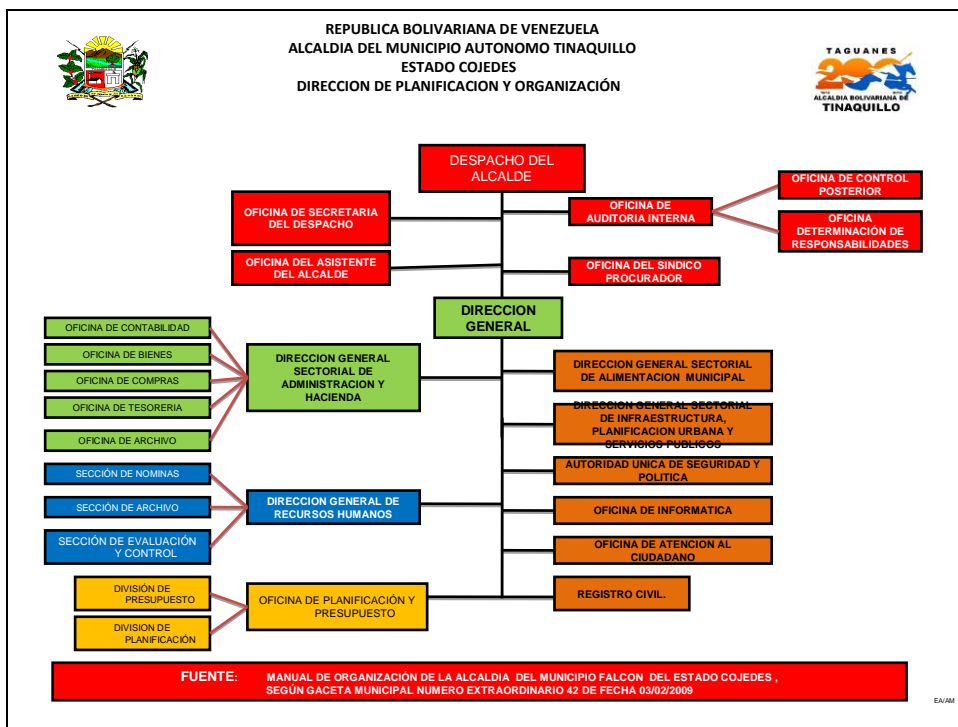 REPUBLICA BOLIVARIANA DE VENEZUELA
ALCALDIA DEL MUNICIPIO AUTONOMO TINAQUILLO
ESTADO COJEDES
DIRECCION DE PLANIFICACION Y ORGANIZACIÓN
TAGUANES
200
ALCALDIA BOLIVARIANA DE
TINAQUILLO
DESPACHO DEL
ALCALDE
OFICINA DE SECRETARIA
DEL DESPACHO
OFICINA DE
AUDITORIA INTERNA
OFICINA DE CONTROL
POSTERIOR
OFICINA
DETERMINACIÓN DE
RESPONSABILIDADES
OFICINA DEL ASISTENTE
DEL ALCALDE
OFICINA DEL SINDICO
PROCURADOR
DIRECCION
GENERAL
OFICINA DE CONTABILIDAD
OFICINA DE BIENES
OFICINA DE COMPRAS
OFICINA DE TESORERIA
OFICINA DE ARCHIVO
DIRECCION GENERAL
SECTORIAL DE
ADMINISTRACION Y
HACIENDA
DIRECCION GENERAL SECTORIAL
DE ALIMENTACION MUNICIPAL
DIRECCION GENERAL SECTORIAL
DE INFRAESTRUCTURA,
PLANIFICACION URBANA Y
SERVICIOS PUBLICOS
AUTORIDAD UNICA DE SEGURIDAD Y
POLITICA
SECCIÓN DE NOMINAS
SECCIÓN DE ARCHIVO
SECCIÓN DE EVALUACIÓN
Y CONTROL
DIRECCION GENERAL DE
RECURSOS HUMANOS
OFICINA DE INFORMATICA
OFICINA DE ATENCION AL
CIUDADANO
DIVISIÓN DE
PRESUPUESTO
DIVISION DE
PLANIFICACIÓN
OFICINA DE PLANIFICACIÓN Y
PRESUPUESTO
REGISTRO CIVIL.
FUENTE: MANUAL DE ORGANIZACIÓN DE LA ALCALDIA DEL MUNICIPIO FALCON DEL ESTADO COJEDES ,
SEGÚN GACETA MUNICIPAL NUMERO EXTRAORDINARIO 42 DE FECHA 03/02/2009
EA/AM